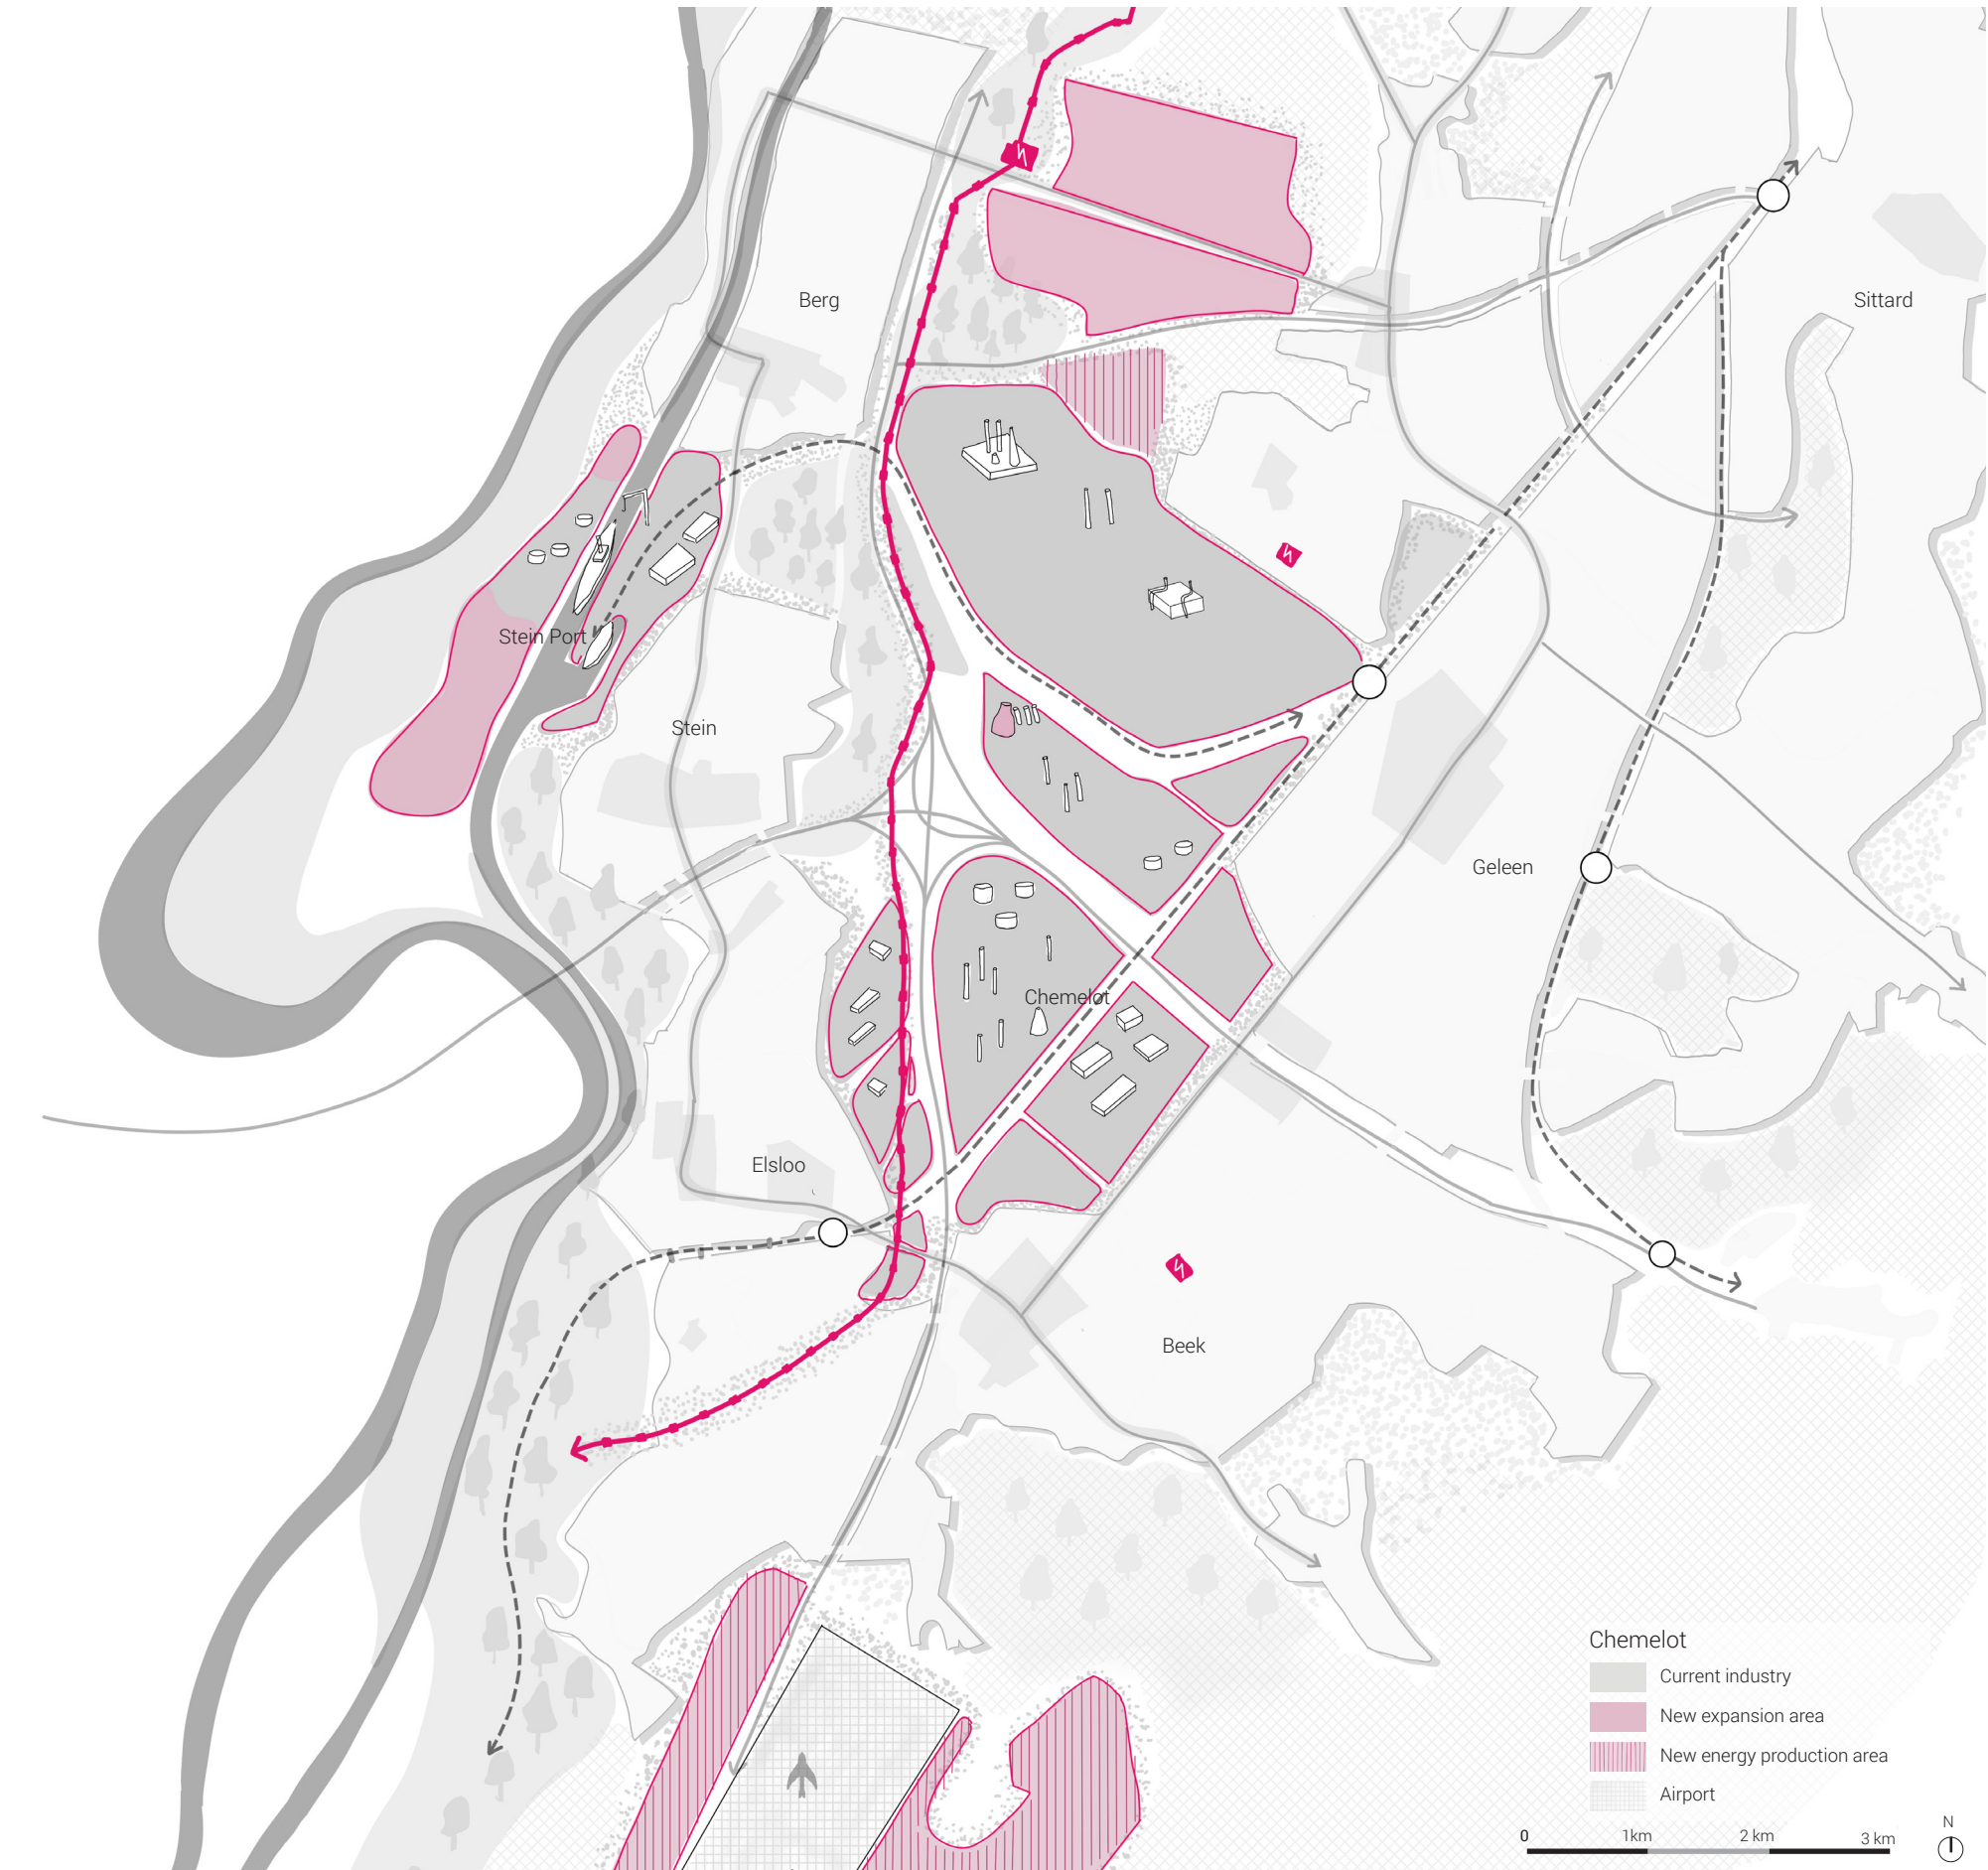 Berg
Sittard
Stein Port
Stein
Geleen
Chemelot
Elsloo
Beek
Chemelot
Current industry
New expansion area
New energy production area
Airport
0 1km 2 km 3 km
N